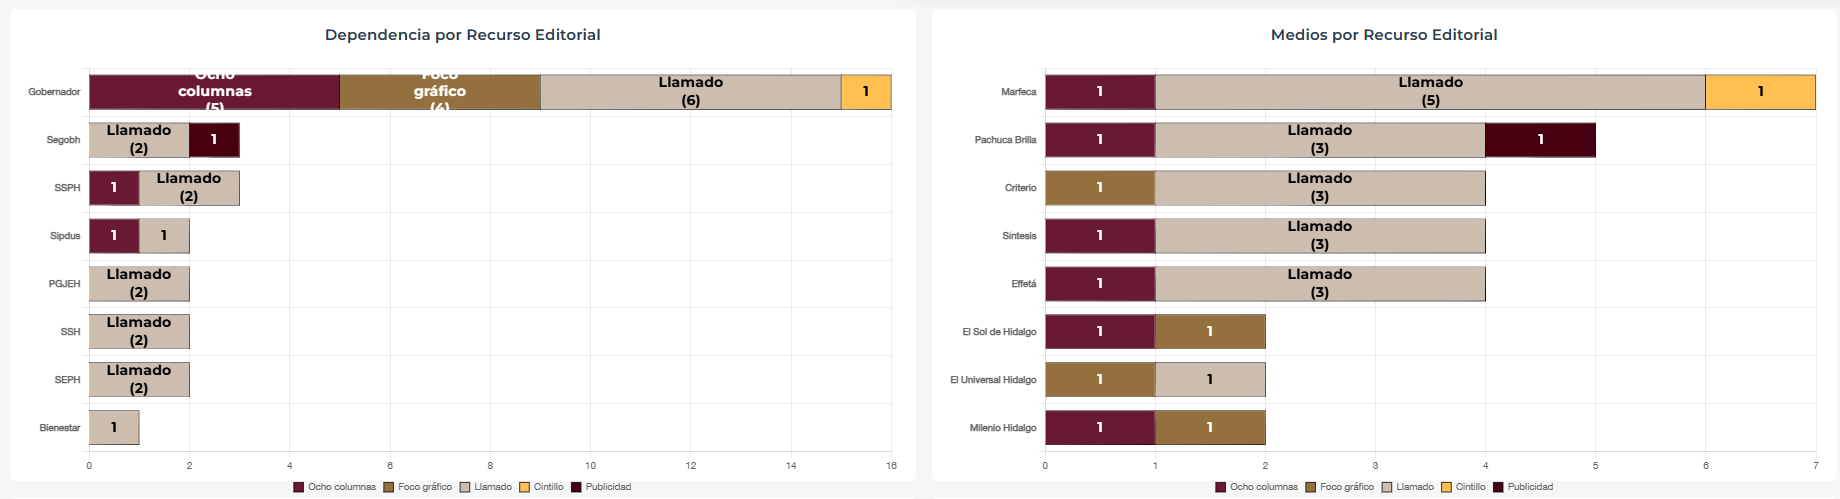 Dependencia por Recurso Editorial
Gobernador
Ocho
columnas
(5)
Foco
gráfico
(4)
Llamado
(6)
1
Segobh
Llamado
(2)
1
SSPH
1
Llamado
(2)
Sipdus
1
1
PGJEH
Llamado
(2)
SSH
Llamado
(2)
SEPH
Llamado
(2)
Bienestar
1
0 2 4 6 8 10 12 14 16
Ocho columnas Foco gráfico Llamado Cintillo Publicidad
Medios por Recurso Editorial
Marfeca
1
Llamado
(5)
1
Pachuca Brilla
1
Llamado
(3)
1
Criterio
1
Llamado
(3)
Síntesis
1
Llamado
(3)
Effetá
1
Llamado
(3)
El Sol de Hidalgo
1
1
El Universal Hidalgo
1
1
Milenio Hidalgo
1
1
0 1 2 3 4 5 6 7
Ocho columnas Foco gráfico Llamado Cintillo Publicidad